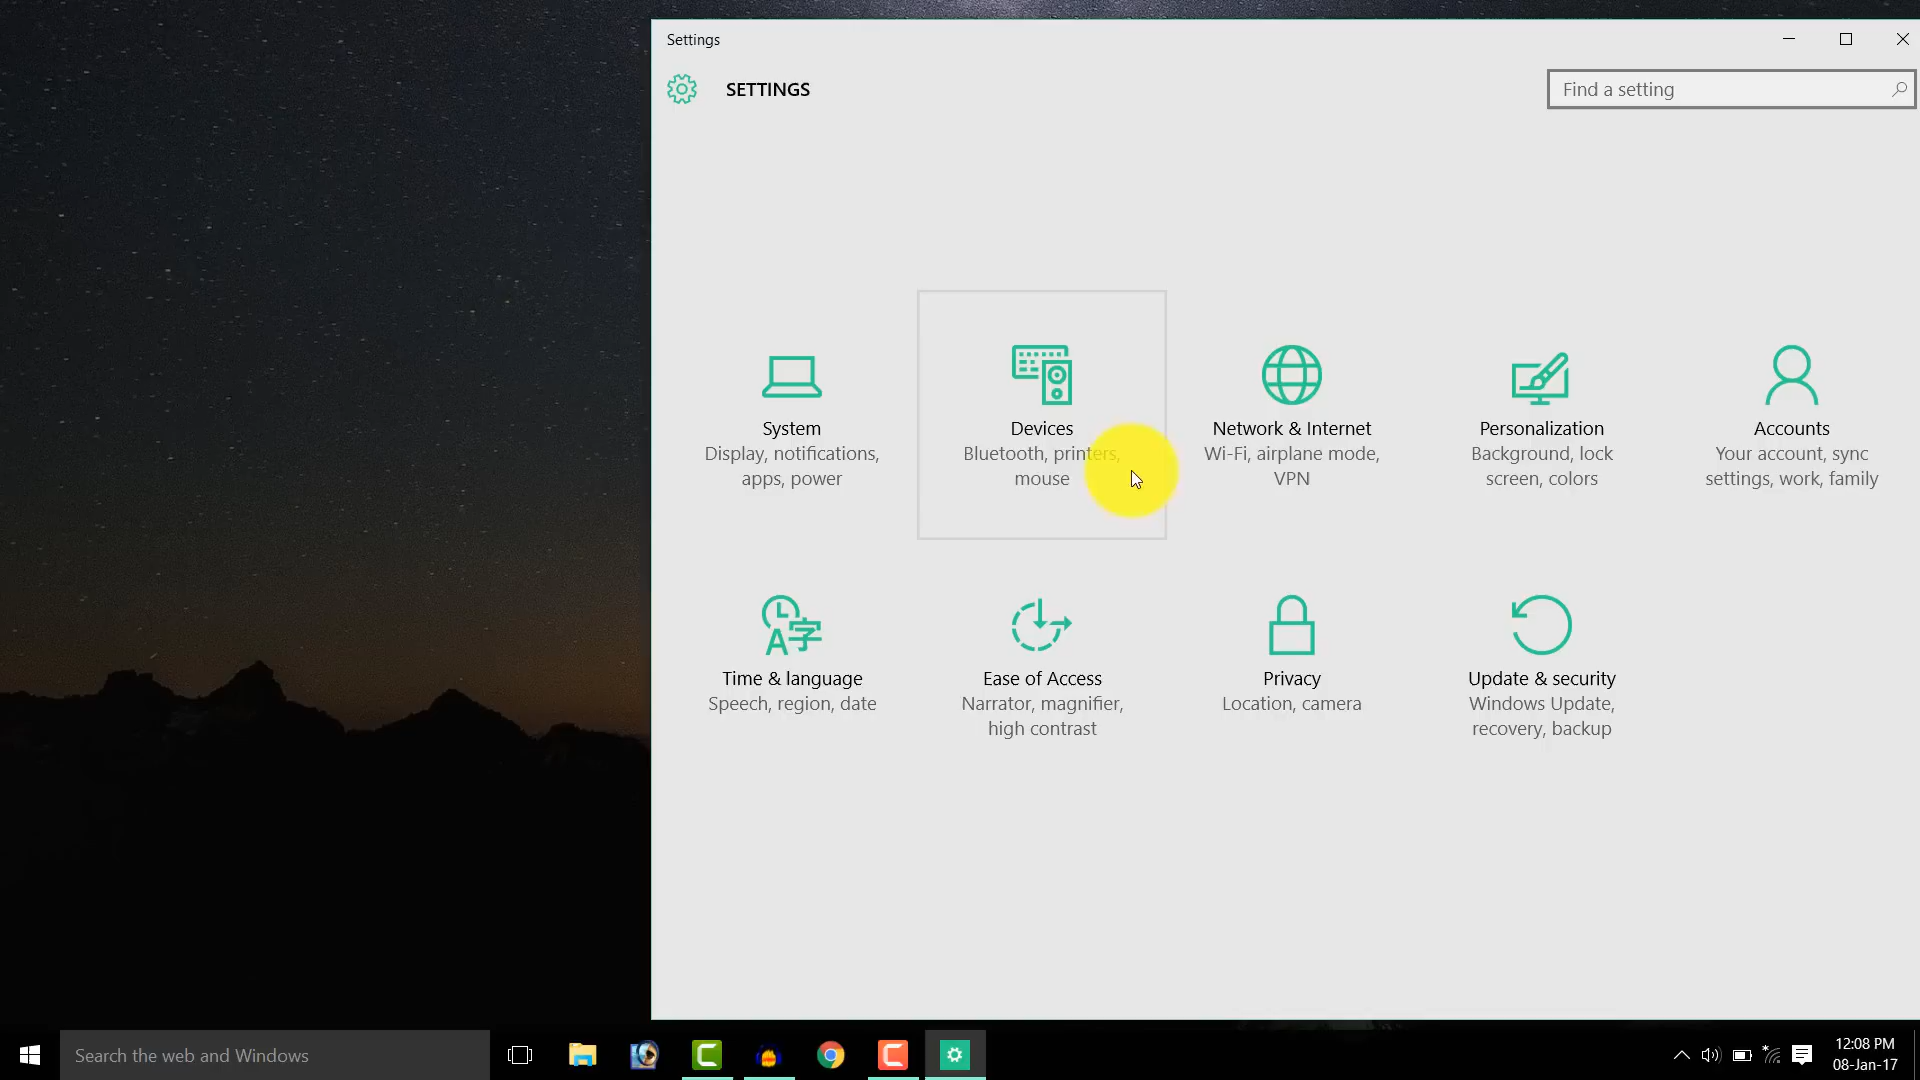 Settings
SETTINGS
Find a setting
System
Display, notifications,
apps, power
Devices
Bluetooth, printers,
mouse
Network & Internet
Wi-Fi, airplane mode,
VPN
Personalization
Background, lock
screen, colors
Accounts
Your account, sync
settings, work, family
Time & language
Speech, region, date
Ease of Access
Narrator, magnifier,
high contrast
Privacy
Location, camera
Update & security
Windows Update,
recovery, backup
Search the web and Windows
12:08 PM
08-Jan-17